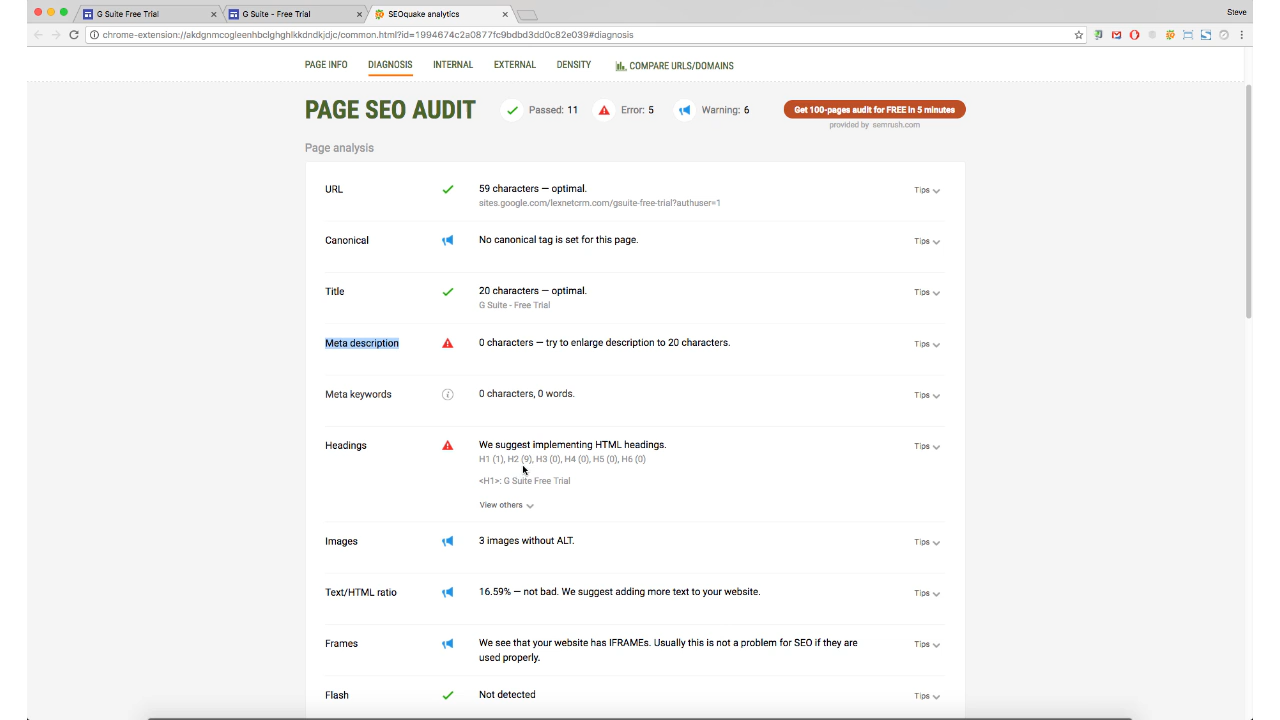 G Suite Free Trial
G Suite - Free Trial
SEOquake analytics
Steve
chrome-extension://akdgnmcogleenhbclghghlkkdndkjdjc/common.html?id=1994674c2a0877fc9bdbd3dd0c82e039#diagnosis
PAGE INFO
DIAGNOSIS
INTERNAL
EXTERNAL
DENSITY
COMPARE URLS/DOMAINS
PAGE SEO AUDIT
Passed: 11
Error: 5
Warning: 6
Get 100-pages audit for FREE in 5 minutes
provided by semrush.com
Page analysis
URL
59 characters — optimal.
Tips
sites.google.com/lexnetcrm.com/gsuite-free-trial?authuser=1
Canonical
No canonical tag is set for this page.
Tips
Title
20 characters — optimal.
Tips
G Suite - Free Trial
Meta description
0 characters — try to enlarge description to 20 characters.
Tips
Meta keywords
0 characters, 0 words.
Tips
Headings
We suggest implementing HTML headings.
Tips
H1 (1), H2 (9), H3 (0), H4 (0), H5 (0), H6 (0)
<H1>: G Suite Free Trial
View others
Images
3 images without ALT.
Tips
Text/HTML ratio
16.59% — not bad. We suggest adding more text to your website.
Tips
Frames
We see that your website has IFRAMEs. Usually this is not a problem for SEO if they are
used properly.
Tips
Flash
Not detected
Tips